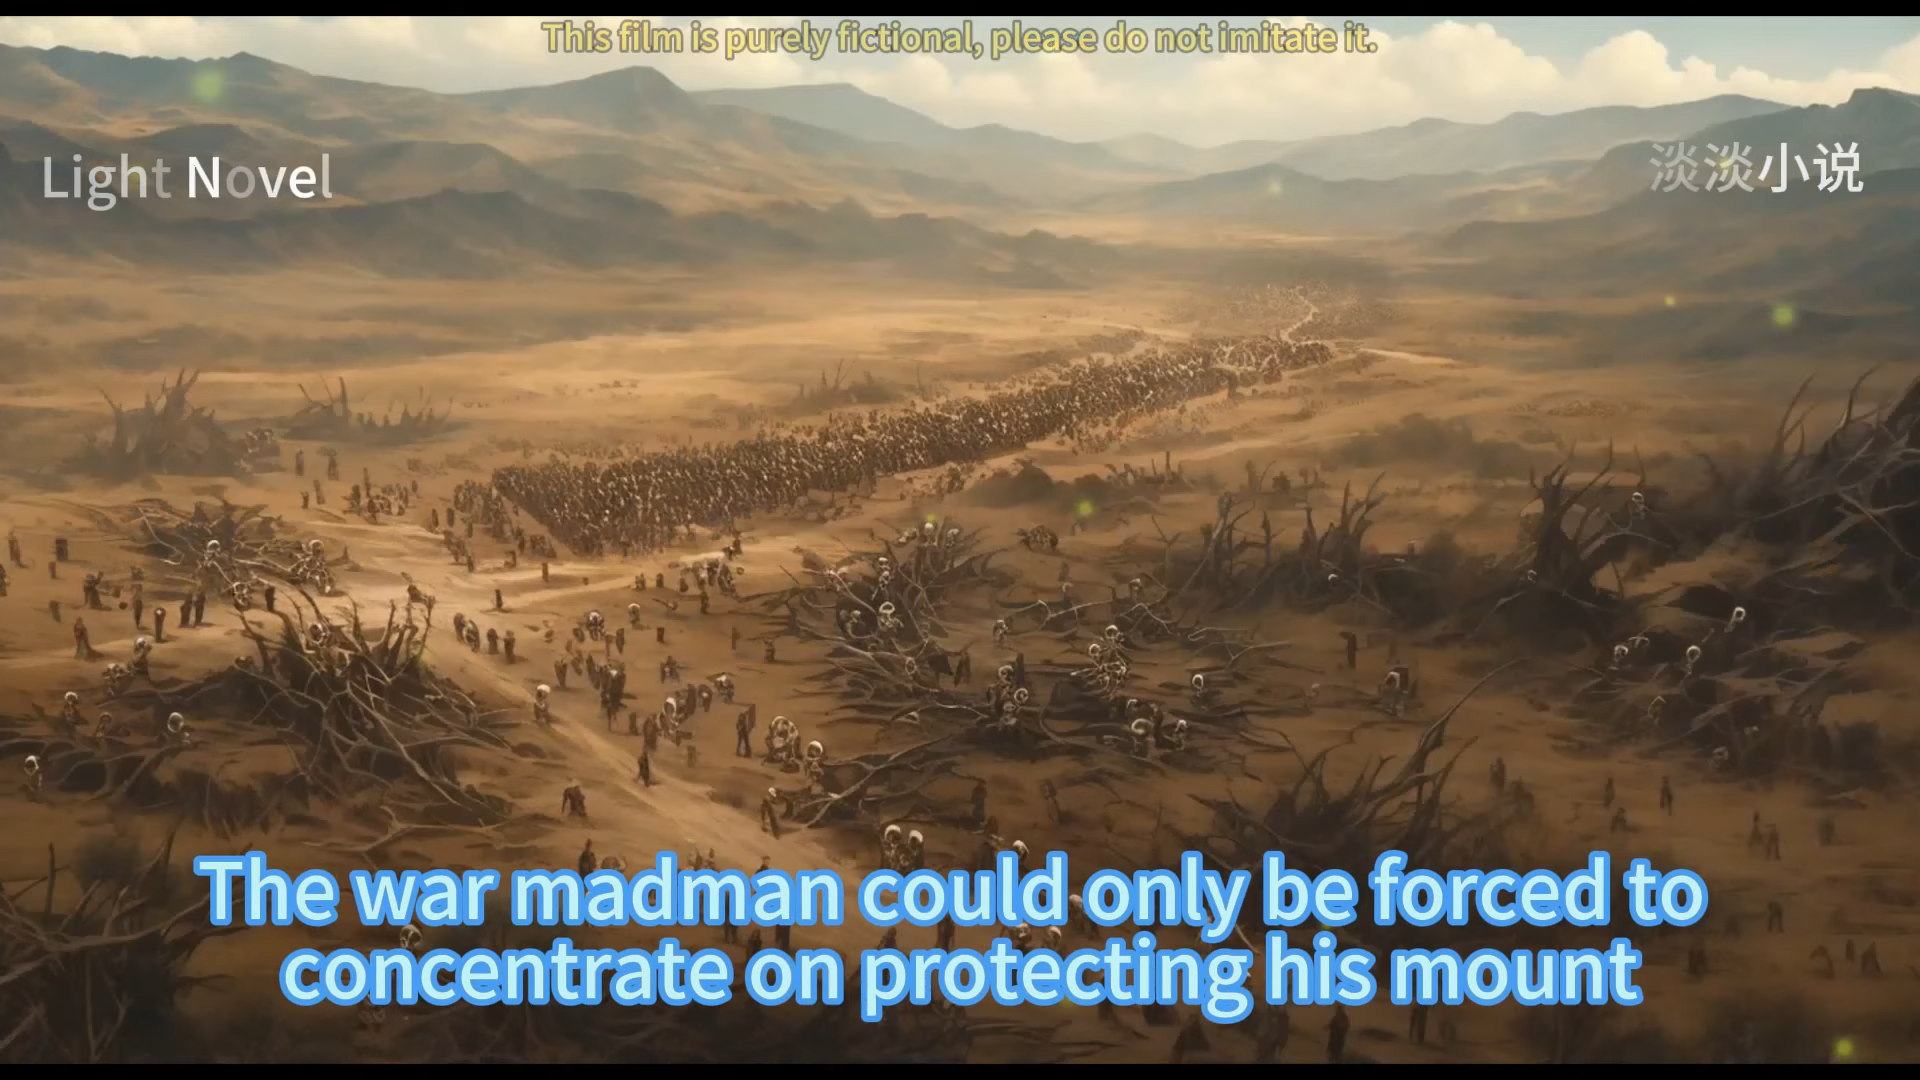 This film is purely fictional, please do not imitate it.
Light Novel
淡淡小说
The war madman could only be forced to
concentrate on protecting his mount